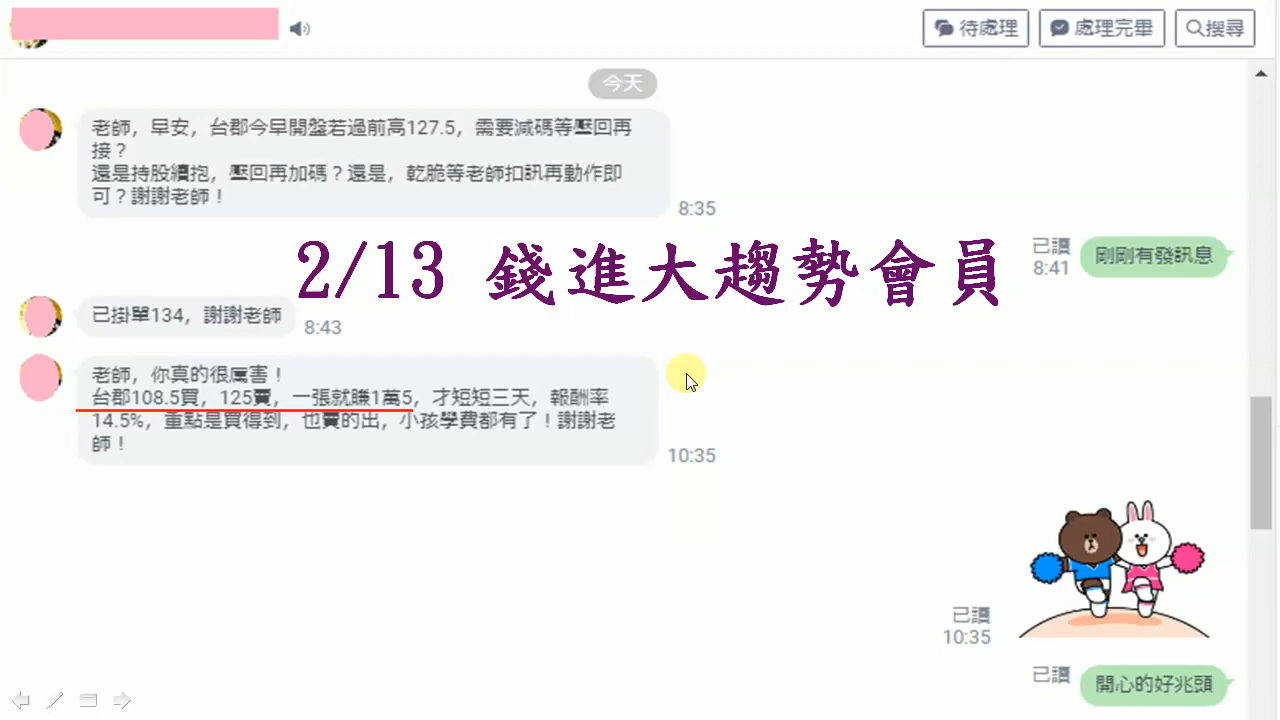 待處理
處理完畢
搜尋
今天
老師，早安，台郡今早開盤若過前高127.5，需要減碼等壓回再
接？
還是持股續抱，壓回再加碼？還是，乾脆等老師扣訊再動作即
可？謝謝老師！
8:35
2/13 錢進大趨勢會員
已讀
8:41
剛剛有發訊息
已掛單134，謝謝老師
8:43
老師，你真的很厲害！
台郡108.5買，125賣，一張就賺1萬5，才短短三天，報酬率
14.5%，重點是買得到，也賣的出，小孩學費都有了！謝謝老
師！
10:35
已讀
10:35
已讀
開心的好兆頭